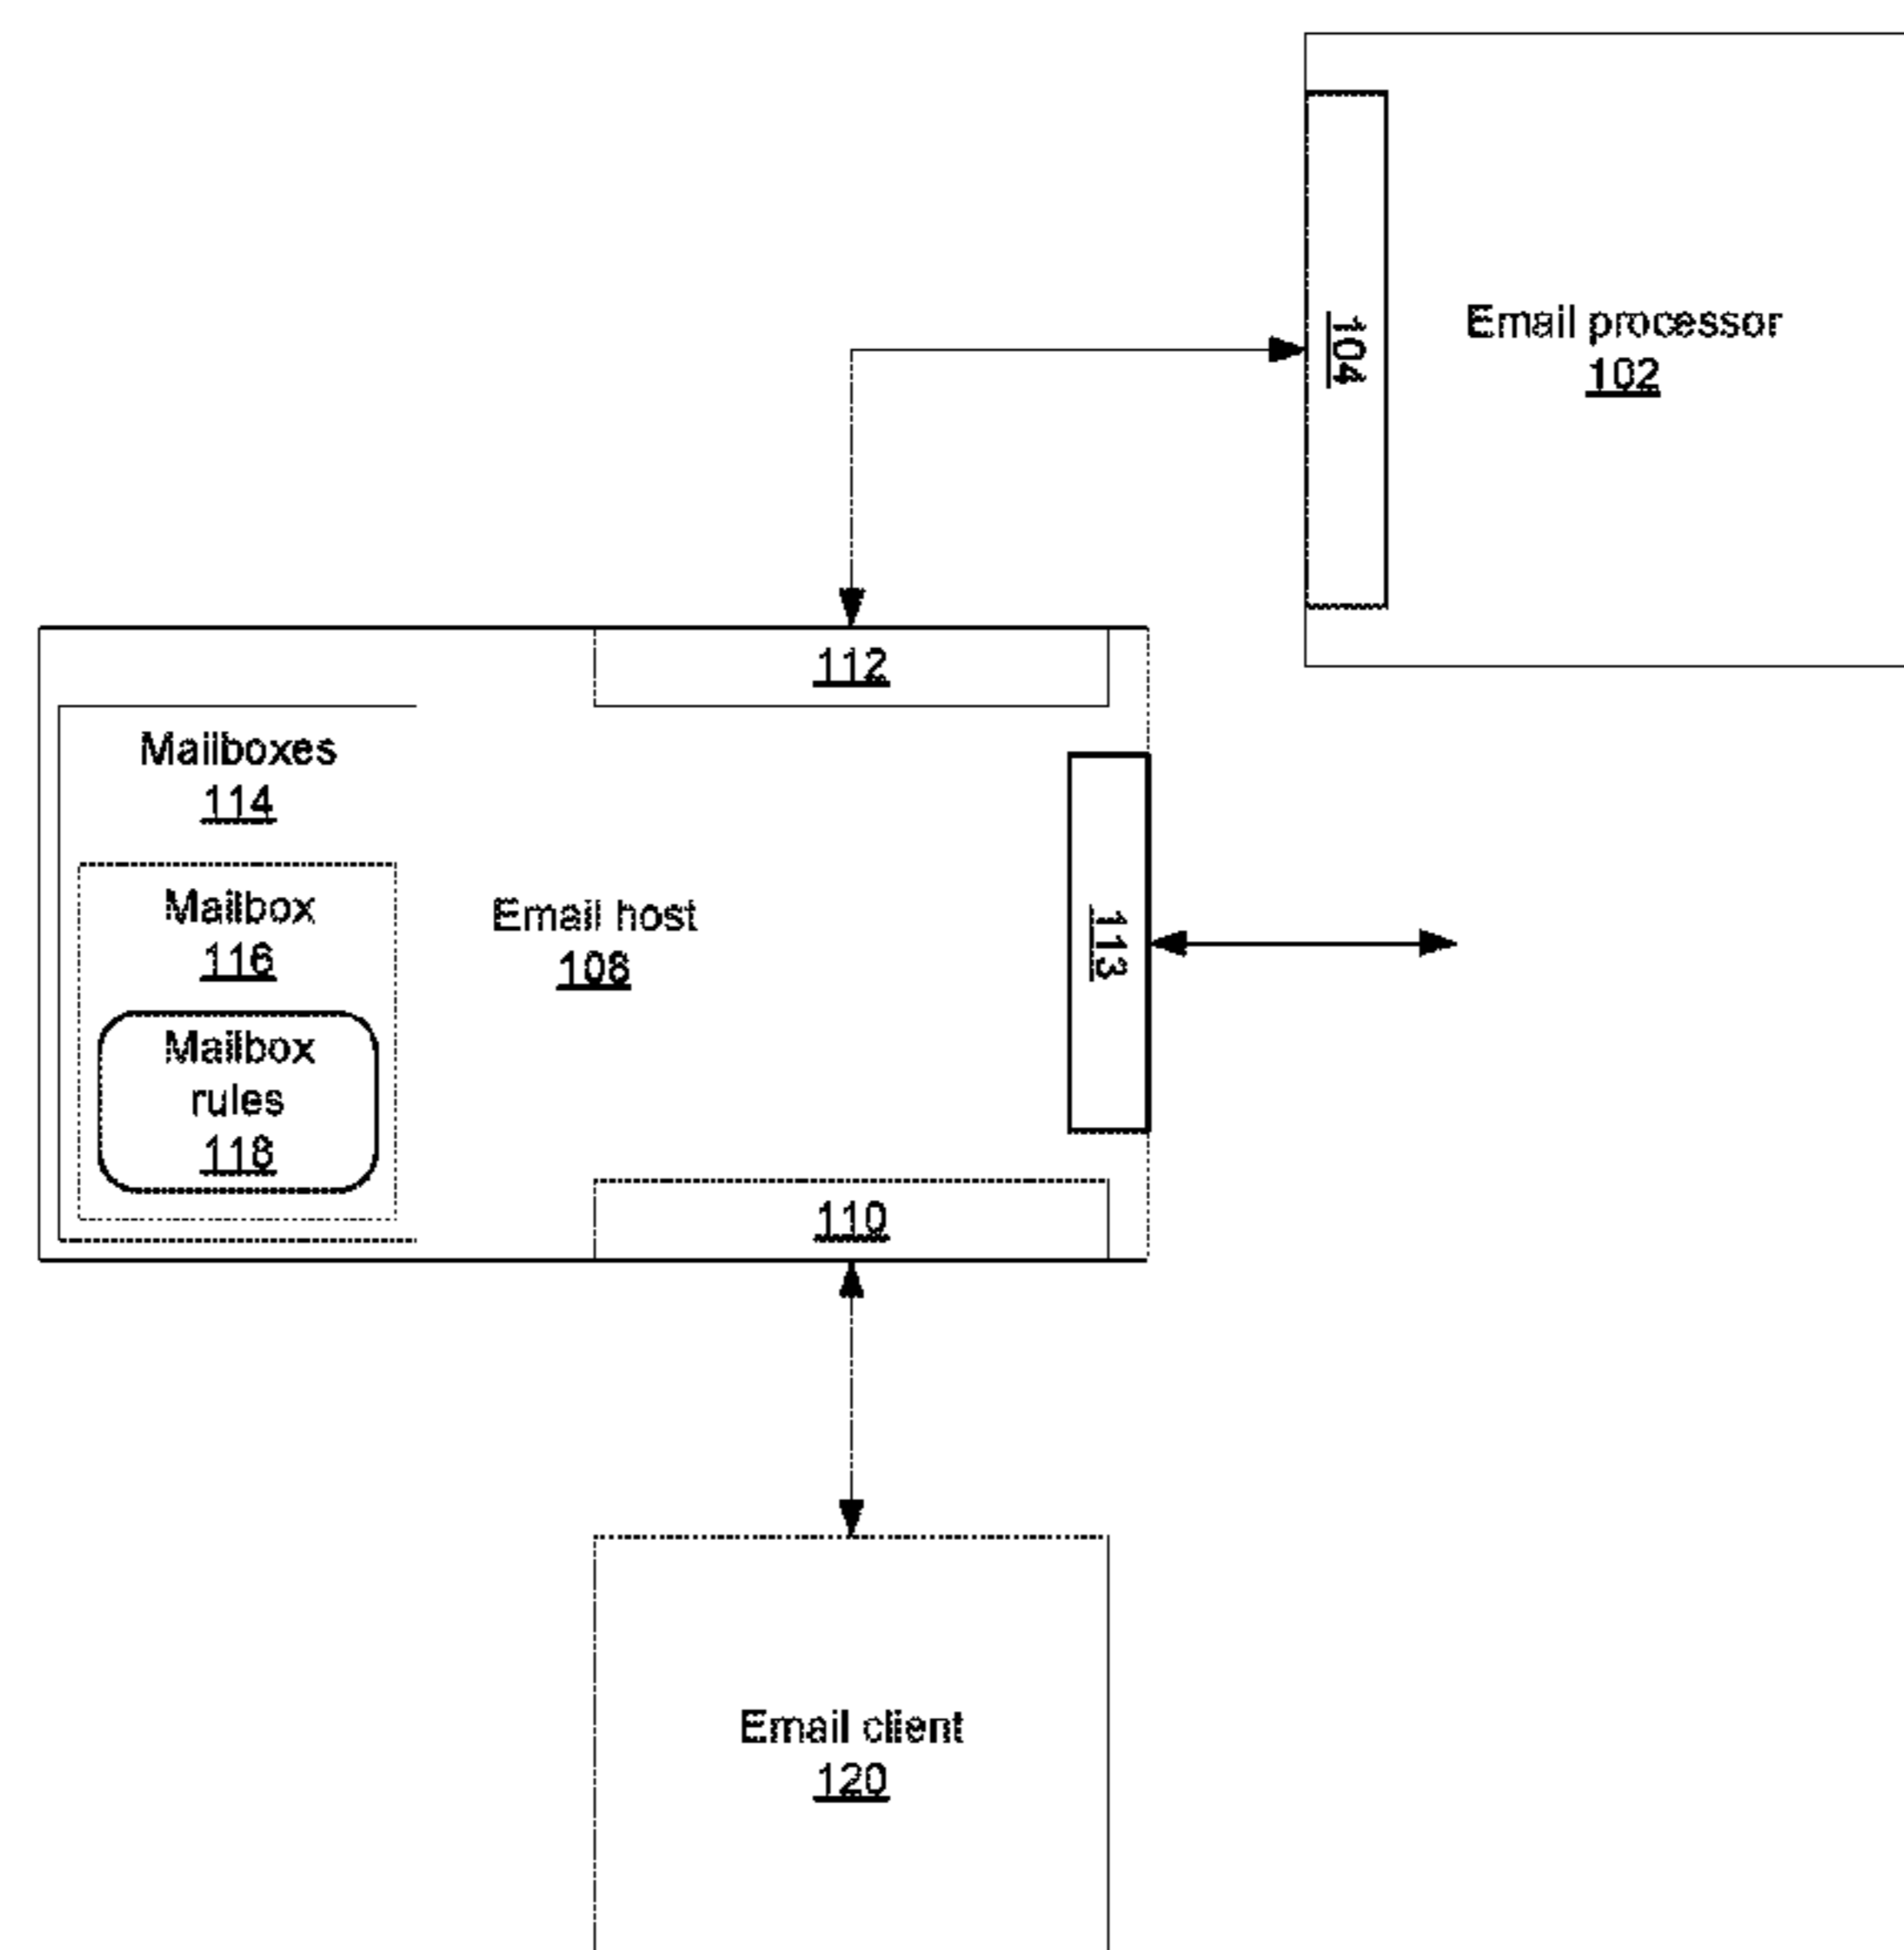 104
Email processor
102
112
Mailboxes
114
Mailbox
116
Email host
108
113
Mailbox
rules
118
110
Email client
120